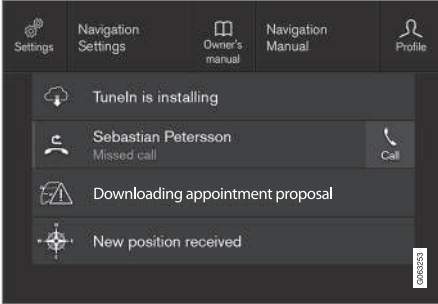 Settings
Navigation
Settings
Owner's
manual
Navigation
Manual
Profile
TuneIn is installing
Sebastian Petersson
Missed call
Call
Downloading appointment proposal
New position received
G063253